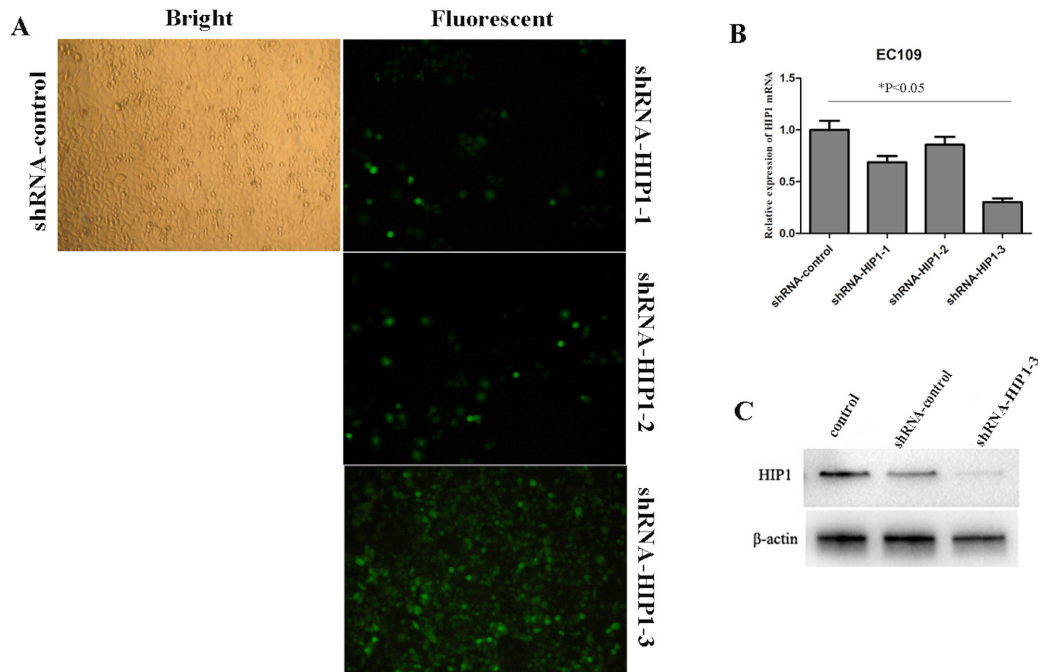 A
Bright
Fluorescent
shRNA-control
shRNA-HIP1-1
shRNA-HIP1-2
shRNA-HIP1-3
B
EC109
*P<0.05
Relative expression of HIP1 mRNA
1.5
1.0
0.5
0.0
shRNA-control
shRNA-HIP1-1
shRNA-HIP1-2
shRNA-HIP1-3
C
control
shRNA-control
shRNA-HIP1-3
HIP1
β-actin